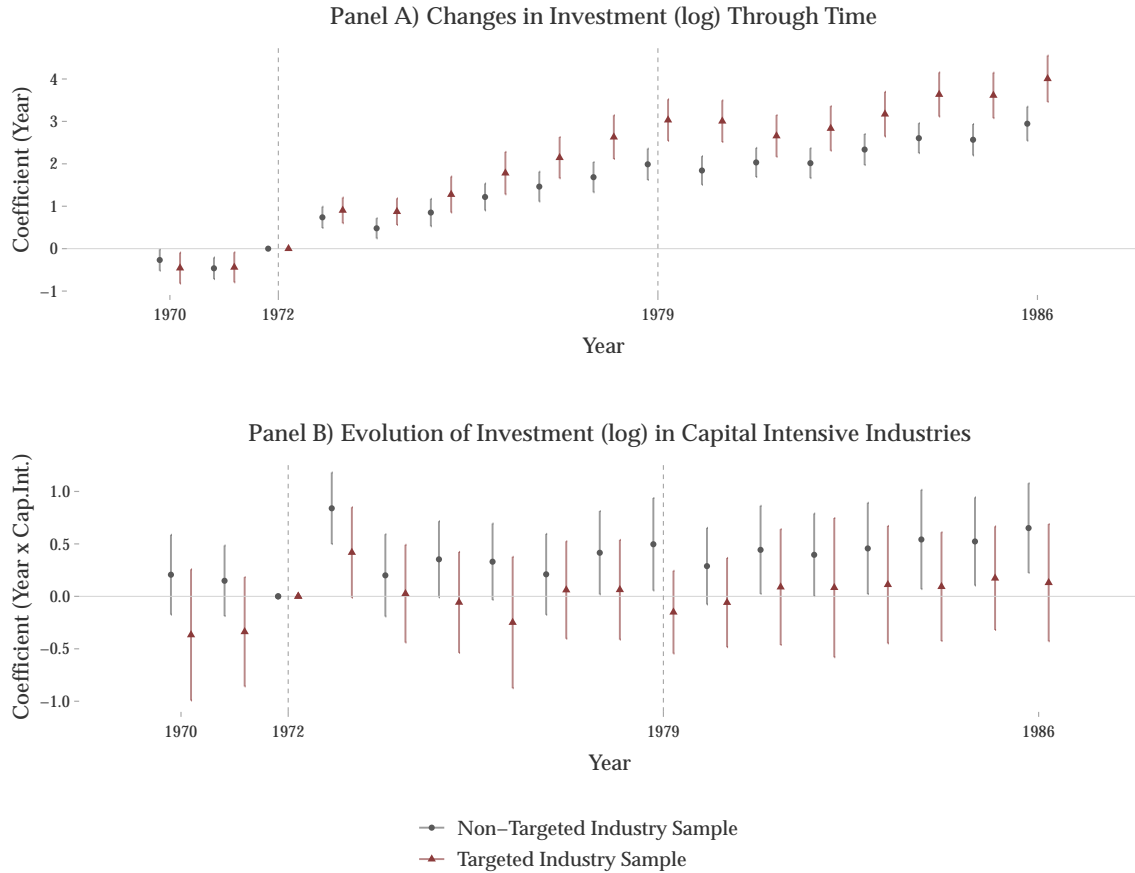 Panel A) Changes in Investment (log) Through Time
Coefficient (Year)
4
3
2
1
0
−1
1970
1972
1979
1986
Year
Panel B) Evolution of Investment (log) in Capital Intensive Industries
Coefficient (Year x Cap.Int.)
1.0
0.5
0.0
−0.5
−1.0
1970
1972
1979
1986
Year
Non−Targeted Industry Sample
Targeted Industry Sample